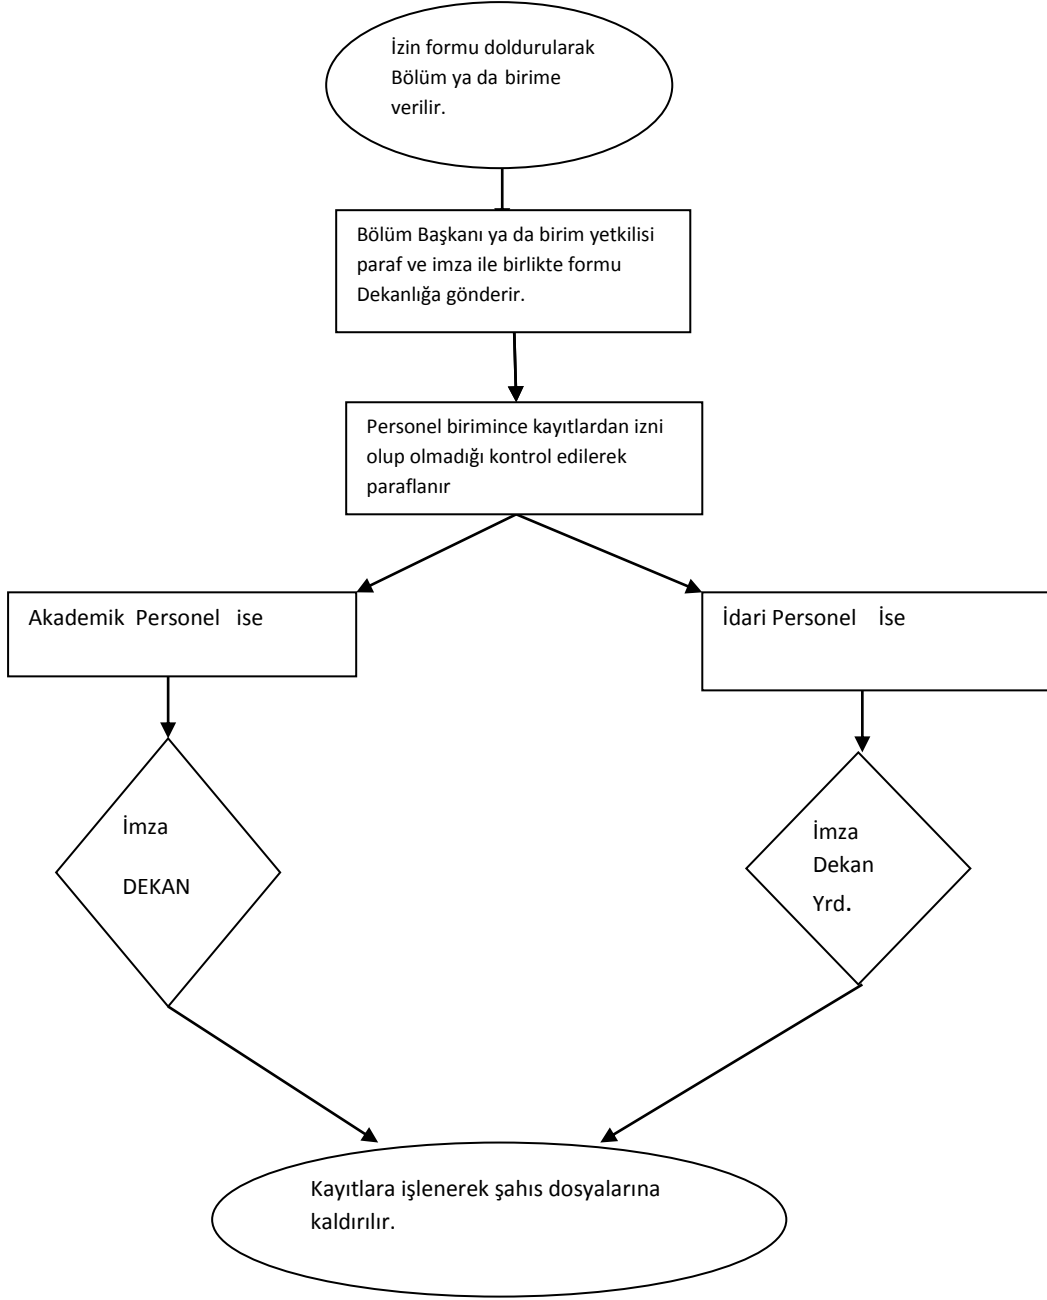 İzin formu doldurularak
Bölüm ya da birime
verilir.
Bölüm Başkanı ya da birim yetkilisi
paraf ve imza ile birlikte formu
Dekanlığa gönderir.
Personel birimince kayıtlardan izni
olup olmadığı kontrol edilerek
paraflanır
Akademik Personel ise
İdari Personel İse
İmza
DEKAN
İmza
Dekan
Yrd.
Kayıtlara işlenerek şahıs dosyalarına
kaldırılır.